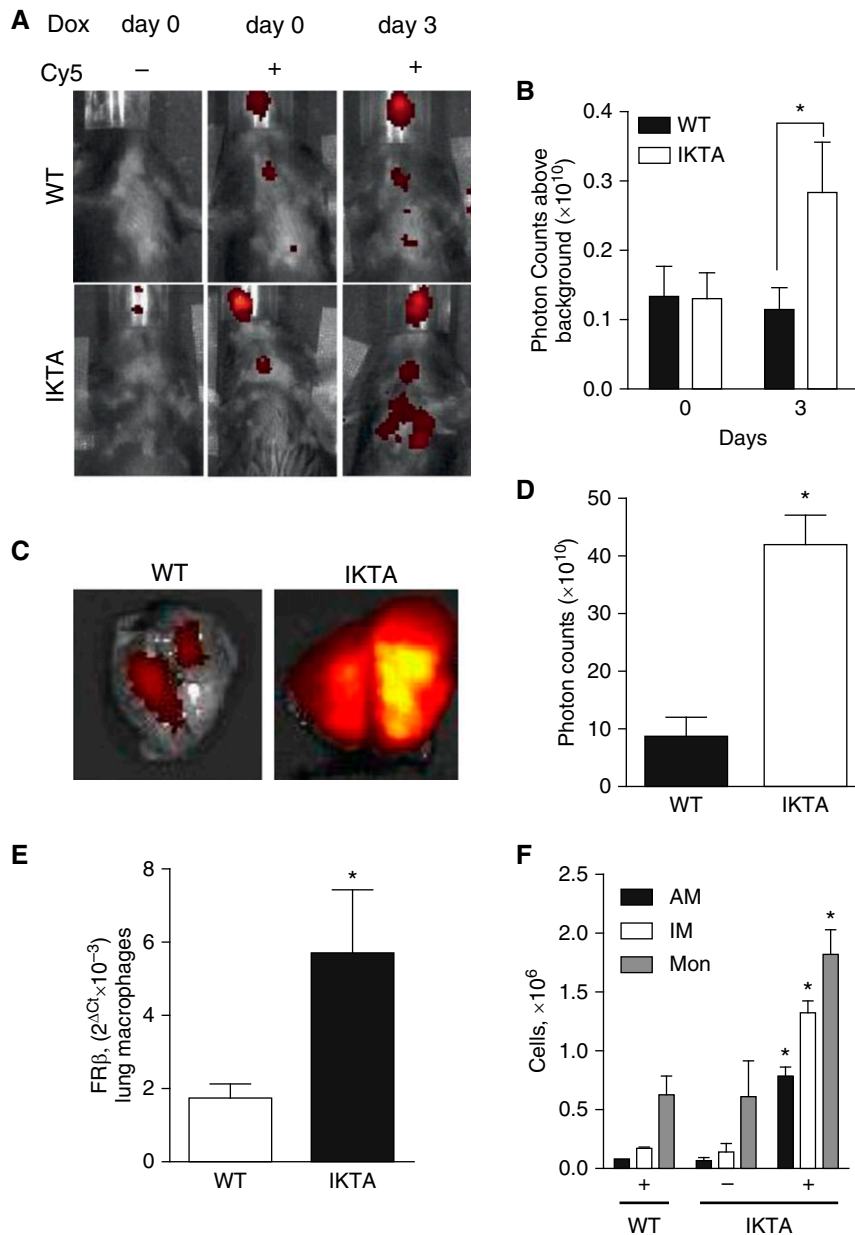 A
Dox day 0 day 0 day 3
Cy5 – + +
WT
IKTA
B
Photon Counts above
background (×10¹⁰)
0.4
0.3
0.2
0.1
0.0
WT
IKTA
*
0 3
Days
C
WT IKTA
D
Photon counts (×10¹⁰)
50
40
30
20
10
0
*
WT IKTA
E
FRβ, (2^ΔCt×10⁻³)
lung macrophages
8
6
4
2
0
*
WT IKTA
F
Cells, ×10⁶
2.5
2.0
1.5
1.0
0.5
0.0
AM
IM
Mon
* * *
+ – +
WT IKTA